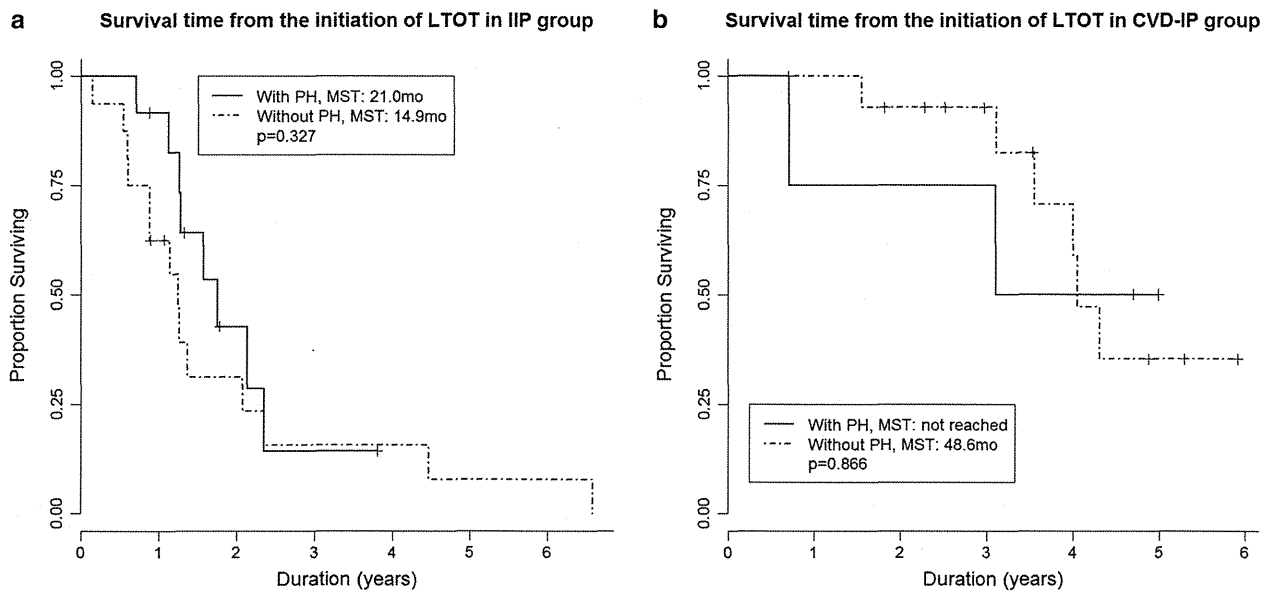 a
Survival time from the initiation of LTOT in IIP group
With PH, MST: 21.0mo
Without PH, MST: 14.9mo
p=0.327
Proportion Surviving
1.00
0.75
0.50
0.25
0.00
0 1 2 3 4 5 6
Duration (years)
b
Survival time from the initiation of LTOT in CVD-IP group
With PH, MST: not reached
Without PH, MST: 48.6mo
p=0.866
Proportion Surviving
1.00
0.75
0.50
0.25
0.00
0 1 2 3 4 5 6
Duration (years)